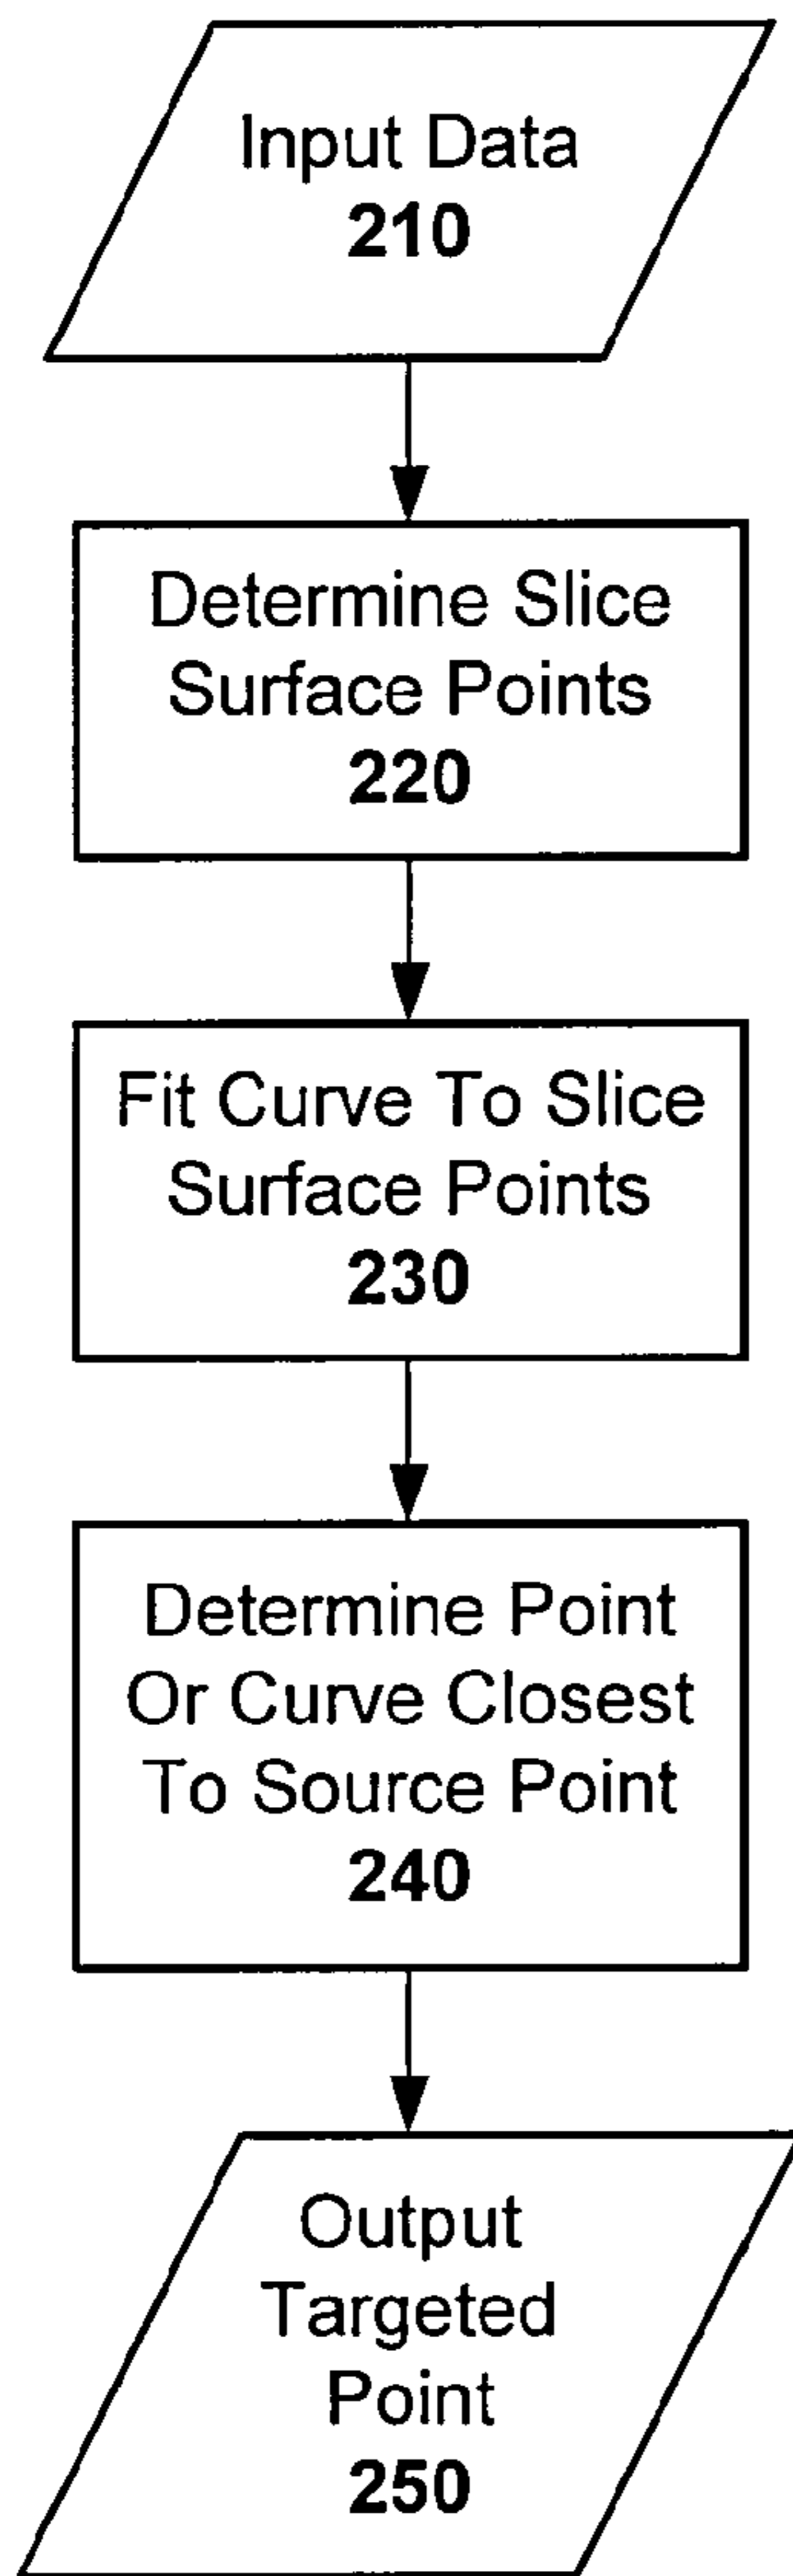 Input Data
210
Determine Slice
Surface Points
220
Fit Curve To Slice
Surface Points
230
Determine Point
Or Curve Closest
To Source Point
240
Output
Targeted
Point
250